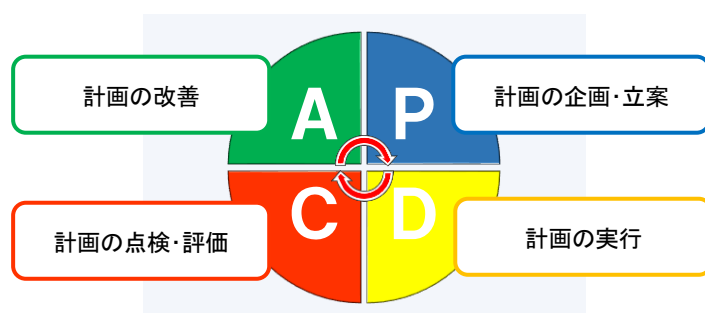 計画の改善
A
P
計画の企画・立案
計画の点検・評価
C
D
計画の実行